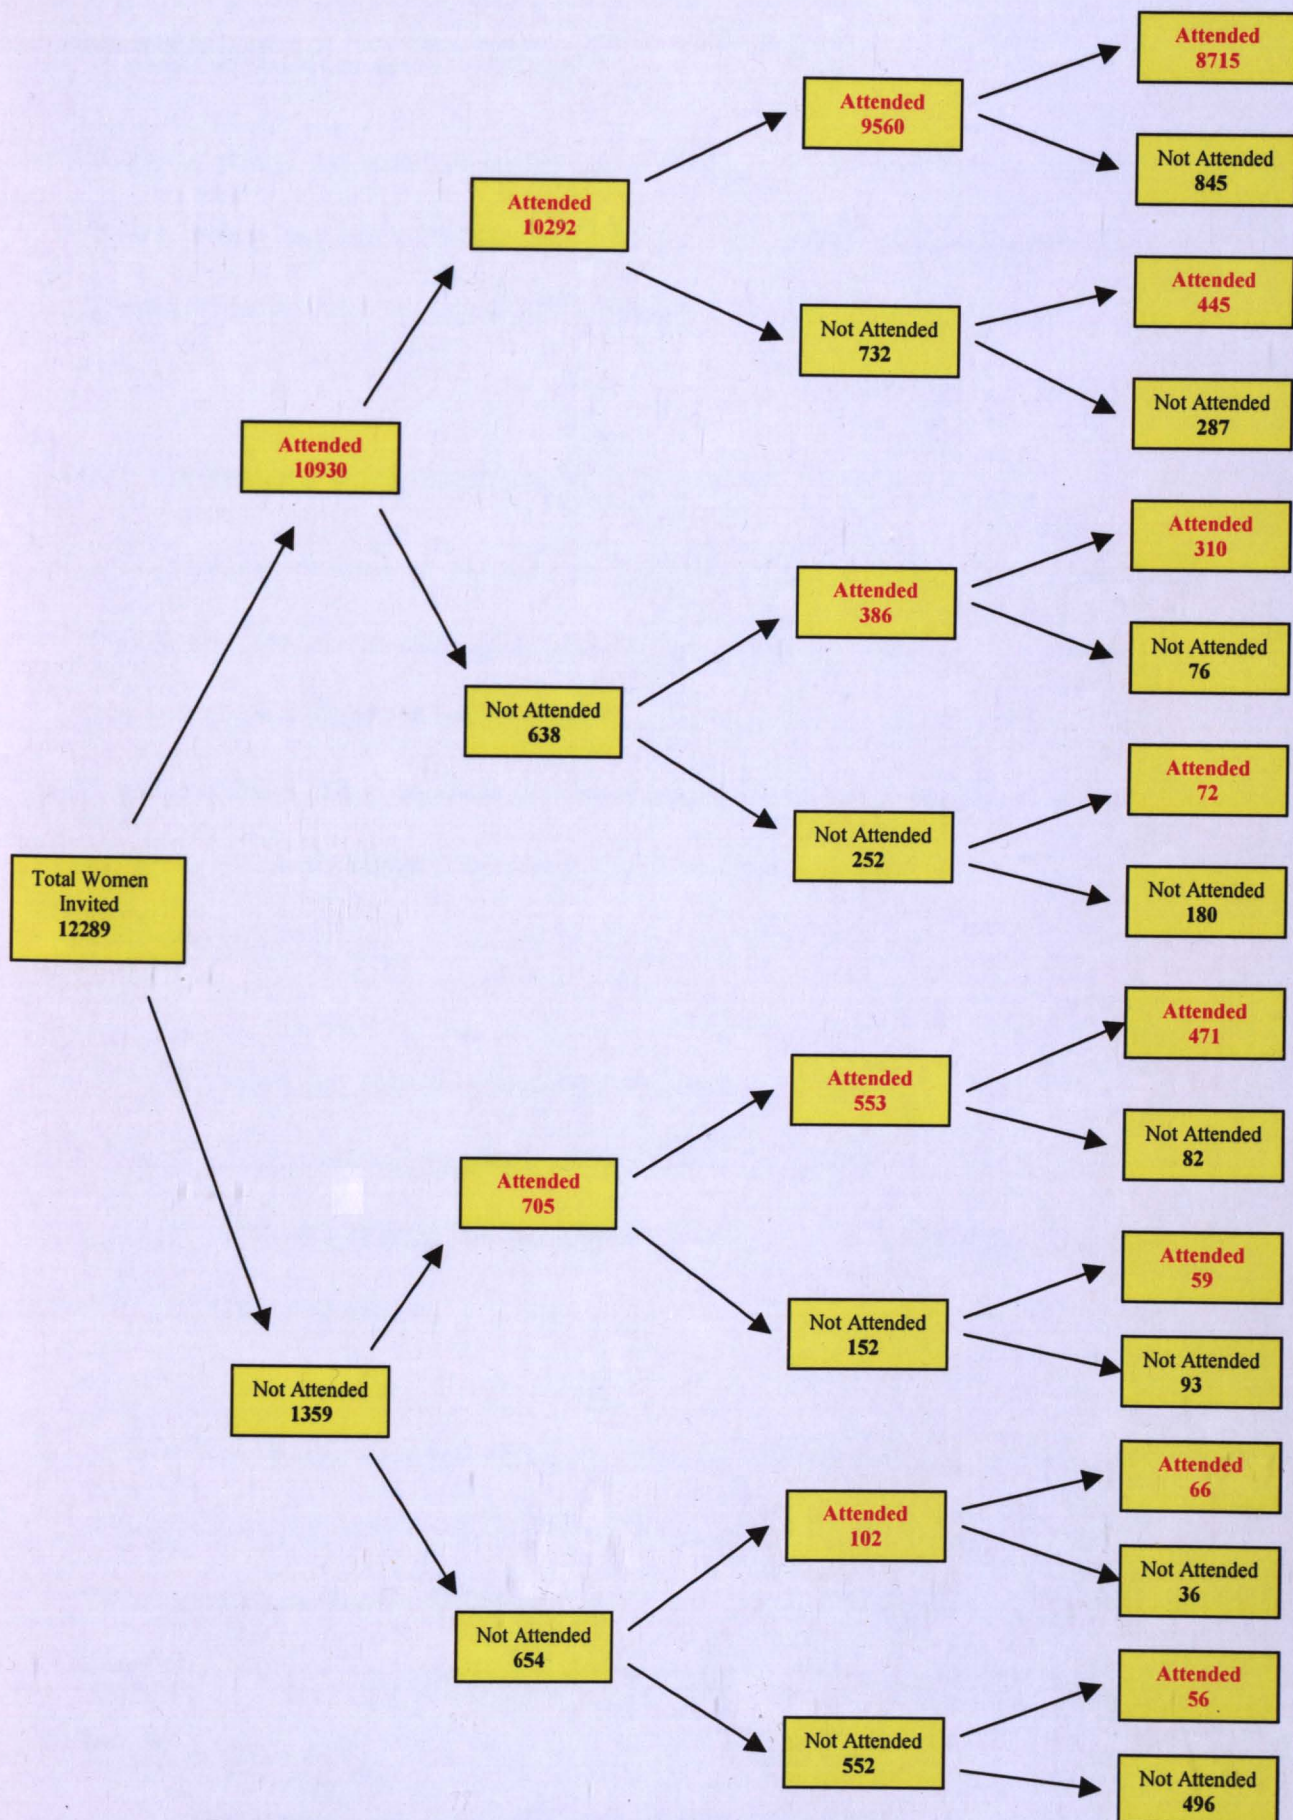 Total Women
Invited
12289
Attended
10930
Not Attended
1359
Attended
10292
Not Attended
638
Attended
705
Not Attended
654
Attended
9560
Not Attended
732
Attended
386
Not Attended
252
Attended
553
Not Attended
152
Attended
102
Not Attended
552
Attended
8715
Not Attended
845
Attended
445
Not Attended
287
Attended
310
Not Attended
76
Attended
72
Not Attended
180
Attended
471
Not Attended
82
Attended
59
Not Attended
93
Attended
66
Not Attended
36
Attended
56
Not Attended
496